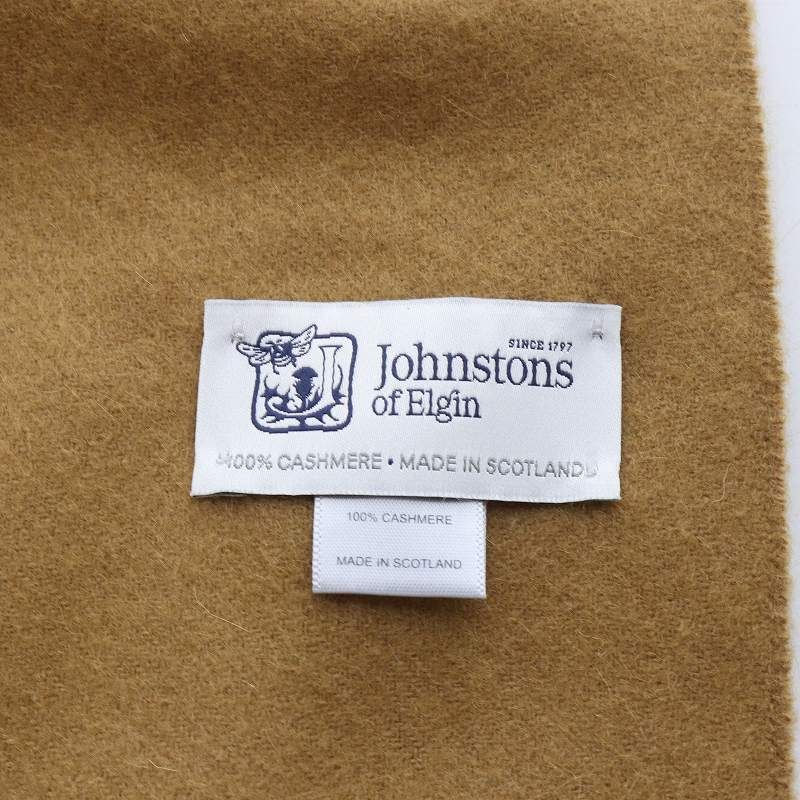 SINCE 1797
Johnstons
of Elgin
100% CASHMERE • MADE IN SCOTLAND
100% CASHMERE
MADE IN SCOTLAND